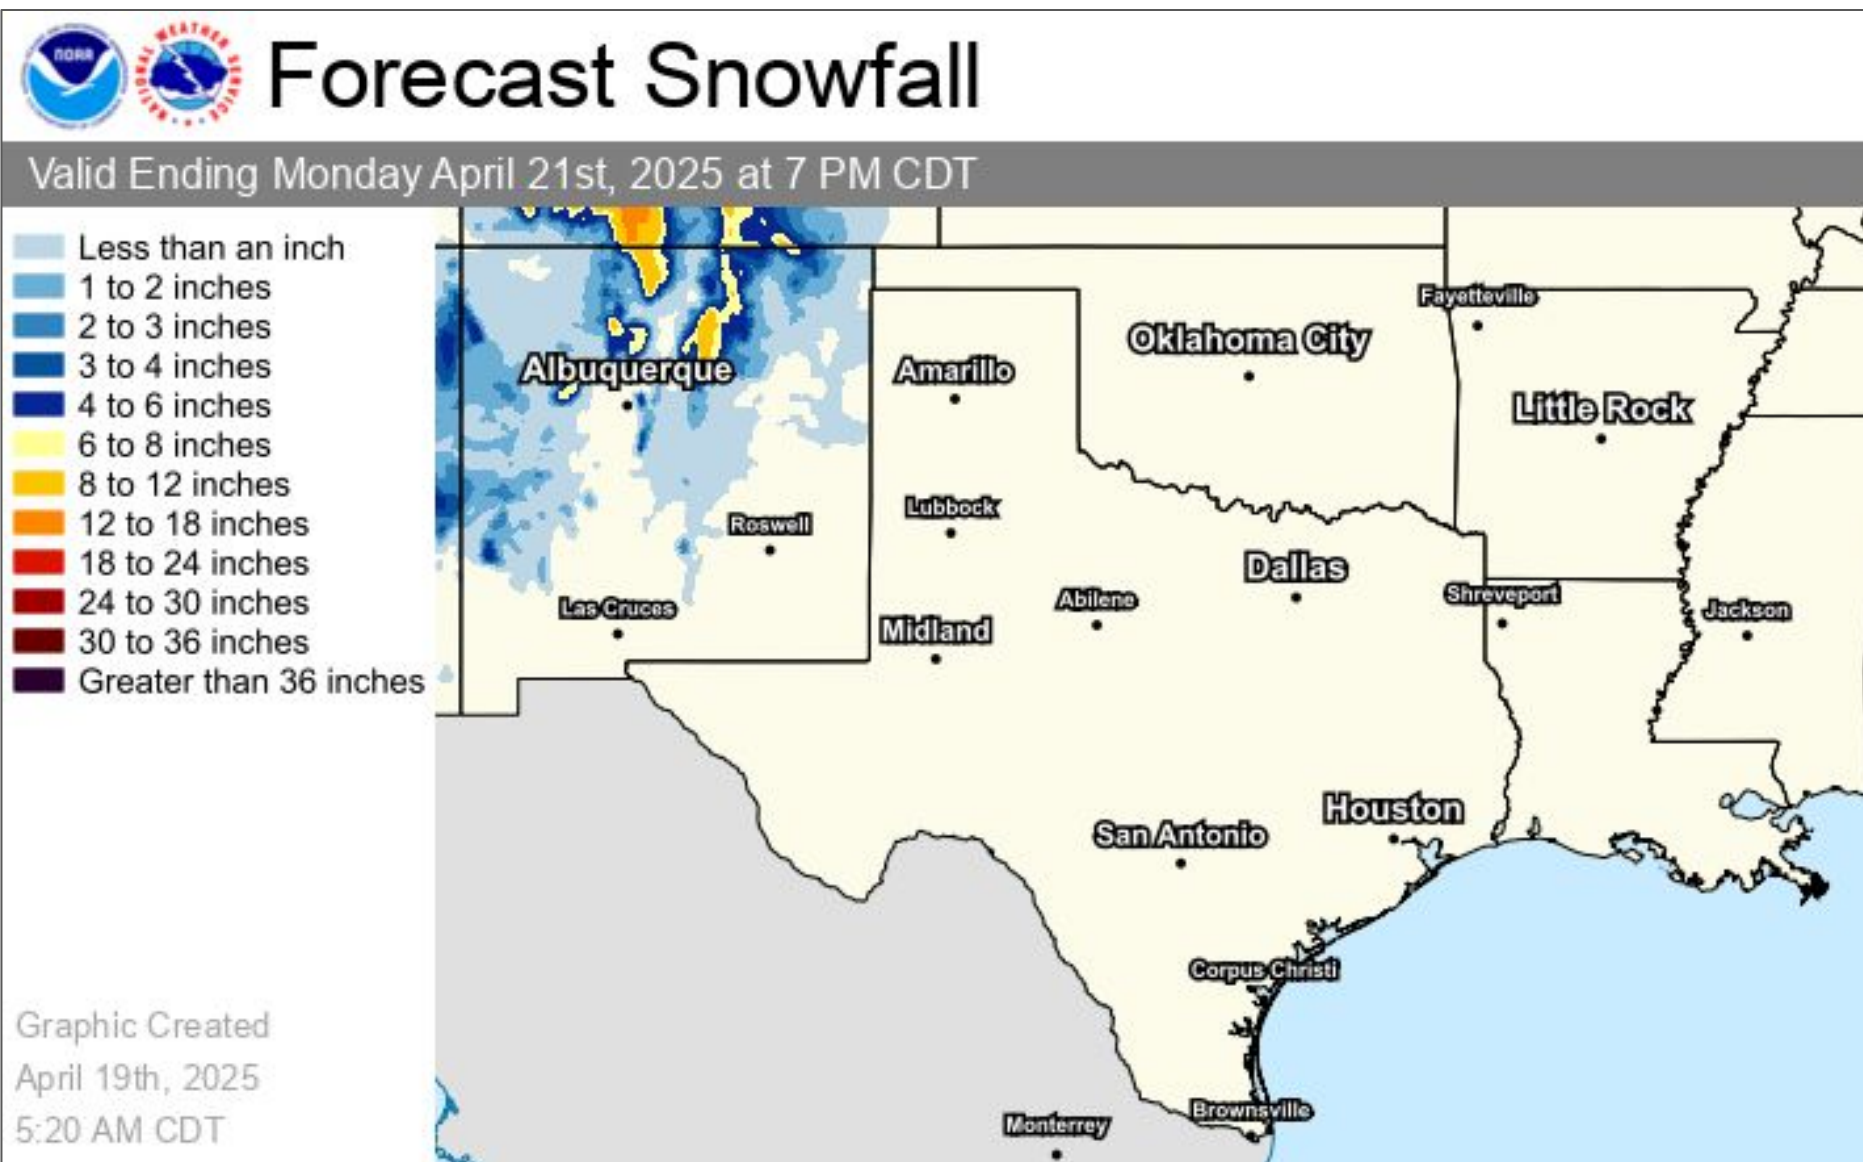 NOAA
NATIONAL WEATHER SERVICE
Forecast Snowfall
Valid Ending Monday April 21st, 2025 at 7 PM CDT
Less than an inch
1 to 2 inches
2 to 3 inches
3 to 4 inches
4 to 6 inches
6 to 8 inches
8 to 12 inches
12 to 18 inches
18 to 24 inches
24 to 30 inches
30 to 36 inches
Greater than 36 inches
Graphic Created
April 19th, 2025
5:20 AM CDT
Fayetteville
Oklahoma City
Albuquerque
Amarillo
Little Rock
Lubbock
Roswell
Dallas
Abilene
Shreveport
Las Cruces
Jackson
Midland
Houston
San Antonio
Corpus Christi
Brownsville
Monterrey